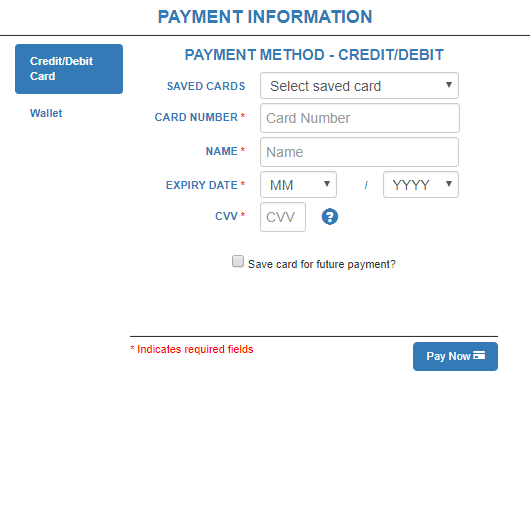 PAYMENT INFORMATION
Credit/Debit
Card
Wallet
PAYMENT METHOD - CREDIT/DEBIT
SAVED CARDS Select saved card
CARD NUMBER * Card Number
NAME * Name
EXPIRY DATE * MM / YYYY
CVV * CVV ?
Save card for future payment?
* Indicates required fields
Pay Now